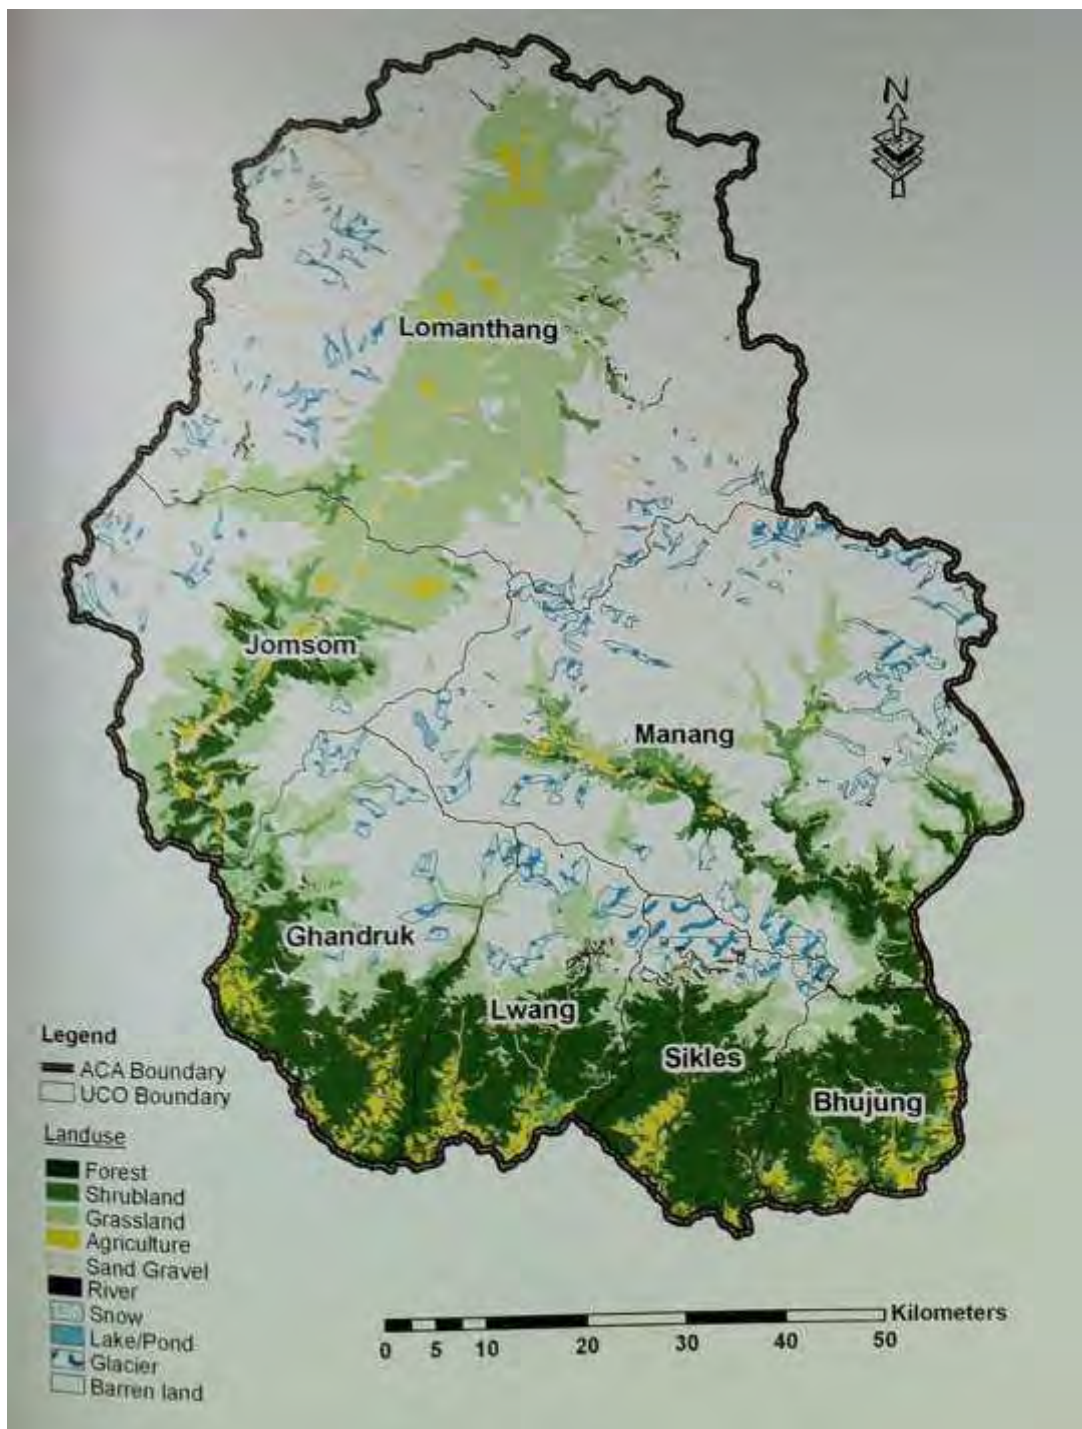 N
Lomanthang
Jomsom
Manang
Ghandruk
Lwang
Sikles
Bhujung
Legend
ACA Boundary
UCO Boundary
Landuse
Forest
Shrubland
Grassland
Agriculture
Sand Gravel
River
Snow
Lake/Pond
Glacier
Barren land
Kilometers
0 5 10 20 30 40 50